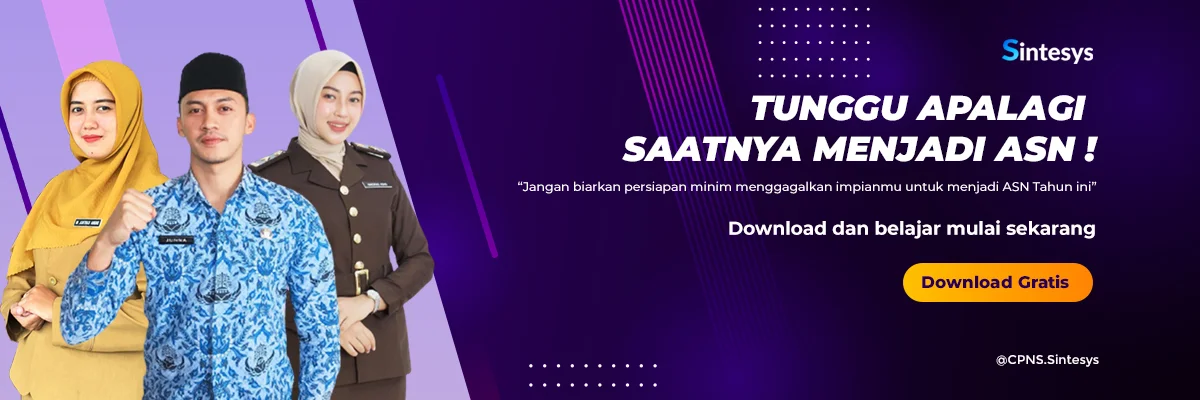 Sintesys
TUNGGU APALAGI
SAATNYA MENJADI ASN !
“Jangan biarkan persiapan minim menggagalkan impianmu untuk menjadi ASN Tahun ini”
Download dan belajar mulai sekarang
Download Gratis
@CPNS.Sintesys